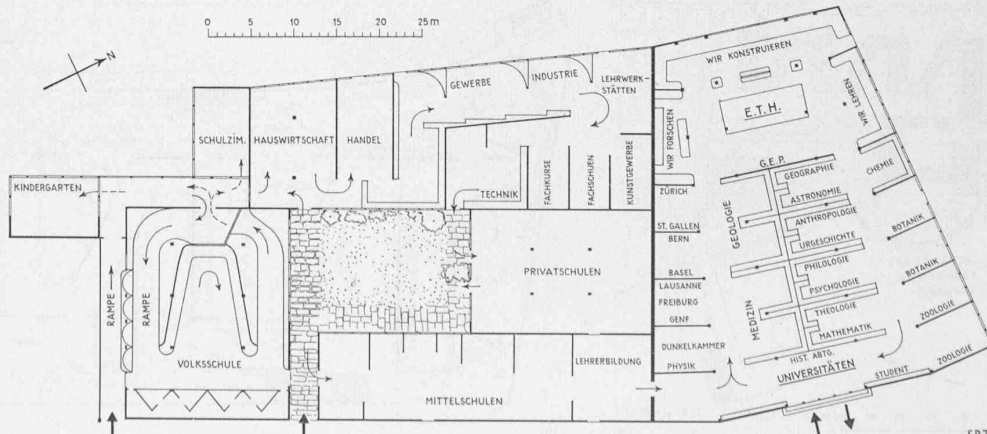 0 5 10 15 20 25 m
N
WIR KONSTRUIEREN
GEWERBE
INDUSTRIE
LEHRWERK-
STÄTTEN
E.T.H.
WIR LEHREN
WIR FORSCHEN
SCHULZIM.
HAUSWIRTSCHAFT
HANDEL
G.E.P.
KINDERGARTEN
TECHNIK
FACHKURSE
FACHSCHULEN
KUNSTGEWERBE
ZÜRICH
GEOGRAPHIE
CHEMIE
ASTRONOMIE
ANTHROPOLOGIE
GEOLOGIE
ST. GALLEN
BERN
URGESCHICHTE
BOTANIK
PHILOLOGIE
PRIVATSCHULEN
BASEL
LAUSANNE
FREIBURG
GENF
PSYCHOLOGIE
BOTANIK
THEOLOGIE
MEDIZIN
MATHEMATIK
ZOOLOGIE
RAMPE
RAMPE
VOLKSSCHULE
LEHRERBILDUNG
DUNKELKAMMER
PHYSIK
HIST. ABTG.
UNIVERSITÄTEN
STUDENT
ZOOLOGIE
MITTELSCHULEN